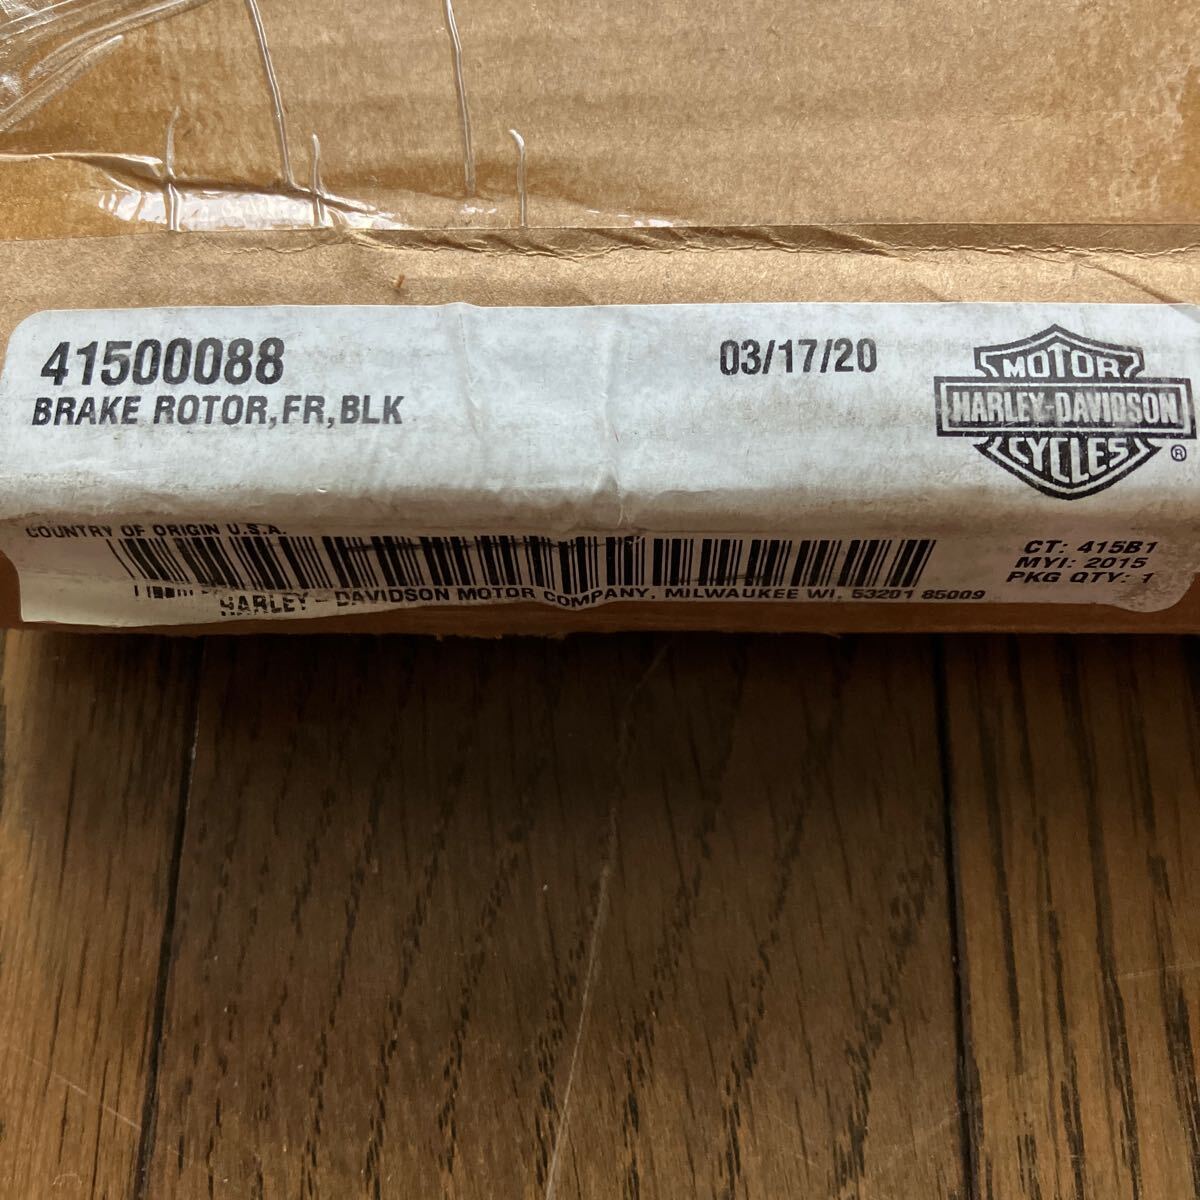 41500088
03/17/20
BRAKE ROTOR,FR,BLK
MOTOR
HARLEY-DAVIDSON
CYCLES
®
COUNTRY OF ORIGIN U.S.A.
CT: 415B1
MYI: 2015
PKG QTY: 1
HARLEY - DAVIDSON MOTOR COMPANY, MILWAUKEE WI. 53201 85009